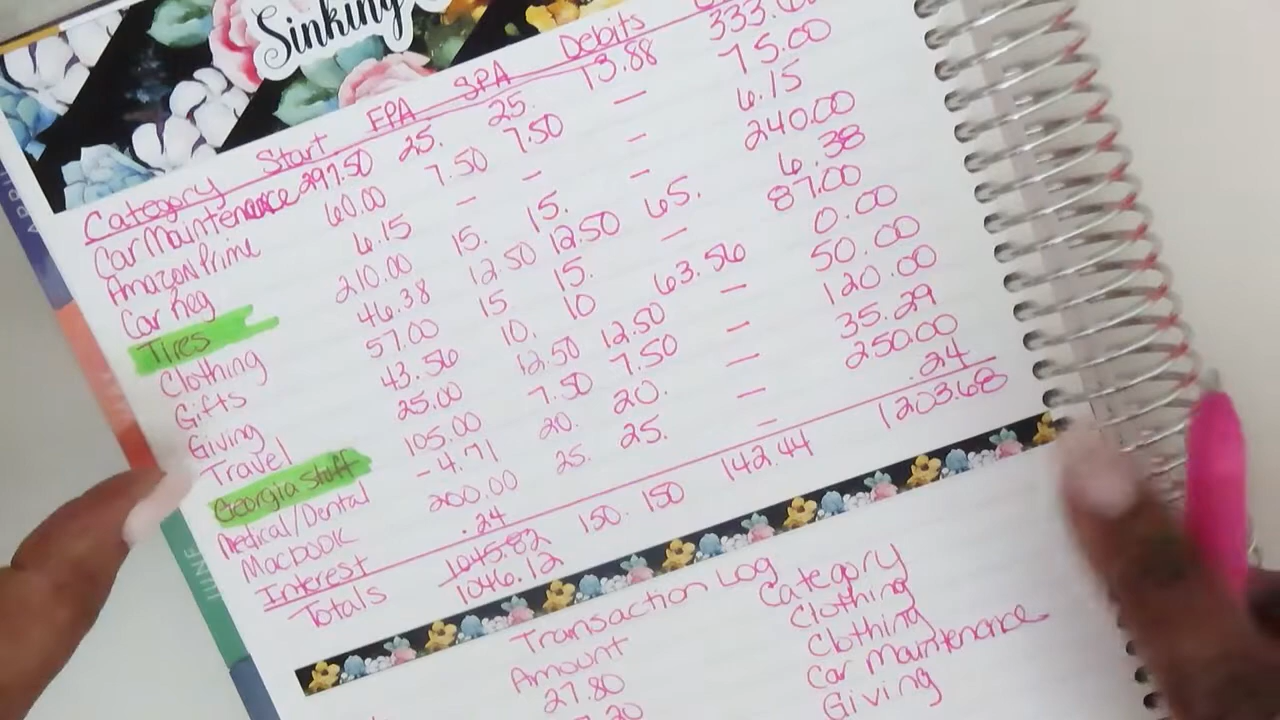 Sinking
Category Start FPA SPA Debits
Car Maintenance 297.50 25. 25. 13.88
Amazon Prime 60.00 7.50 7.50 — 75.00
Car Reg 6.15 — — — 6.15
Tires 210.00 15. 15. — 240.00
Clothing 46.38 12.50 12.50 65. 6.38
Gifts 57.00 15 15. — 87.00
Giving 43.56 10. 10 63.56 0.00
Travel 25.00 12.50 12.50 — 50.00
Georgia Stuff 105.00 7.50 7.50 — 120.00
Medical/Dental -4.71 20. 20. — 35.29
Macbook 200.00 25. 25. — 250.00
Interest .24 .24
Totals 1045.82 150. 150 142.44 1203.68
1046.12
Transaction Log
Amount Category
27.80 Clothing
Clothing
Car Maintenance
Giving
JUNE